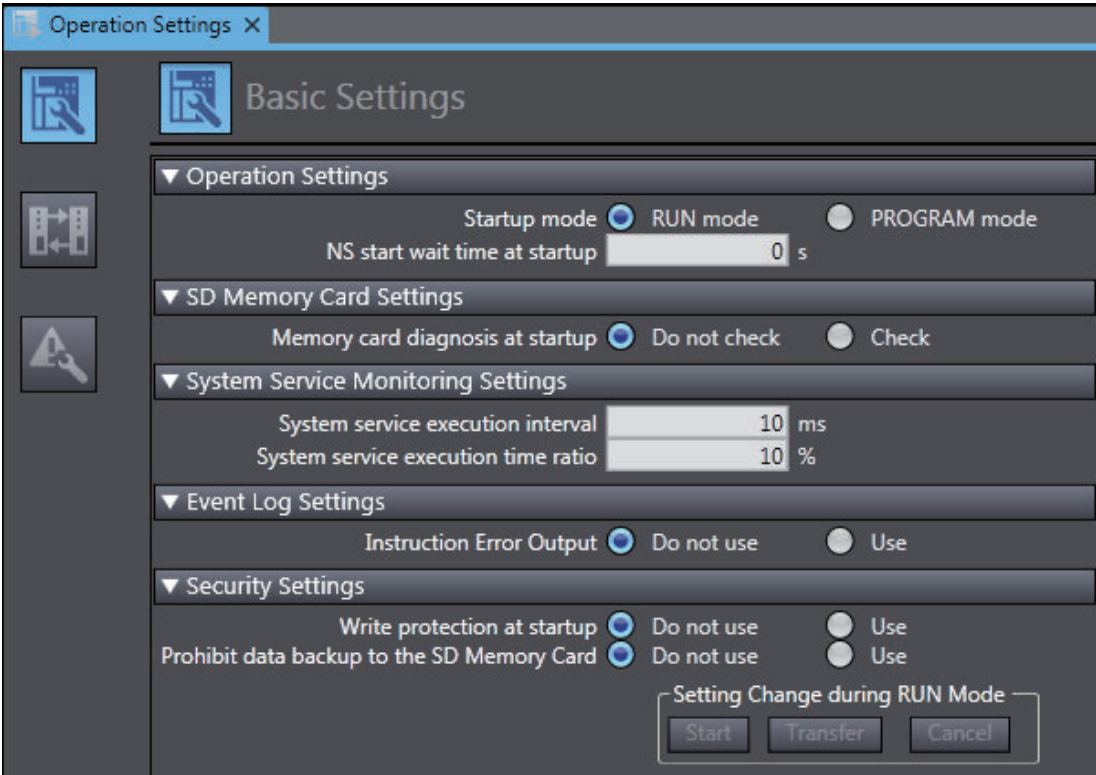 Operation Settings X
Basic Settings
▼ Operation Settings
Startup mode RUN mode PROGRAM mode
NS start wait time at startup 0 s
▼ SD Memory Card Settings
Memory card diagnosis at startup Do not check Check
▼ System Service Monitoring Settings
System service execution interval 10 ms
System service execution time ratio 10 %
▼ Event Log Settings
Instruction Error Output Do not use Use
▼ Security Settings
Write protection at startup Do not use Use
Prohibit data backup to the SD Memory Card Do not use Use
Setting Change during RUN Mode
Start Transfer Cancel